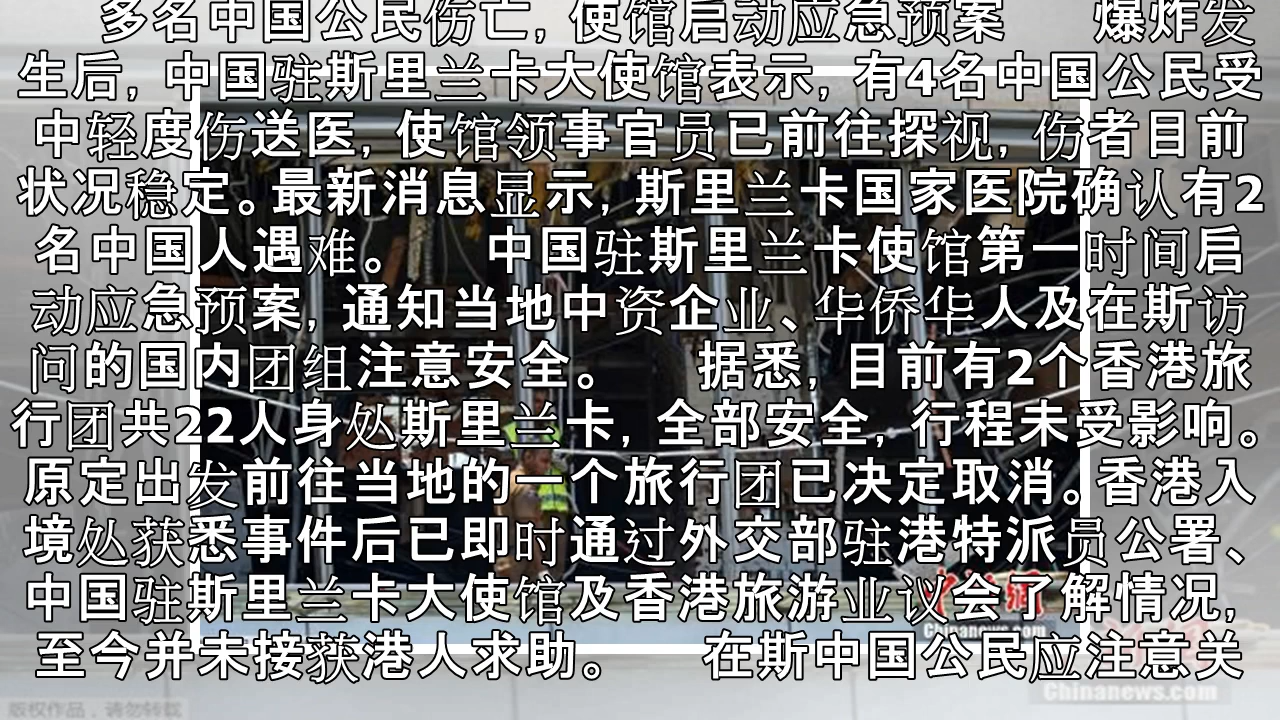 多名中国公民伤亡, 使馆启动应急预案 爆炸发
生后, 中国驻斯里兰卡大使馆表示, 有4名中国公民受
中轻度伤送医, 使馆领事官员已前往探视, 伤者目前
状况稳定。最新消息显示, 斯里兰卡国家医院确认有2
名中国人遇难。 中国驻斯里兰卡使馆第一时间启
动应急预案, 通知当地中资企业、华侨华人及在斯访
问的国内团组注意安全。 据悉, 目前有2个香港旅
行团共22人身处斯里兰卡, 全部安全, 行程未受影响。
原定出发前往当地的一个旅行团已决定取消。香港入
境处获悉事件后已即时通过外交部驻港特派员公署、
中国驻斯里兰卡大使馆及香港旅游业议会了解情况,
至今并未接获港人求助。 在斯中国公民应注意关
Chinanews.com
Chinanews.com
版权作品，请勿转载